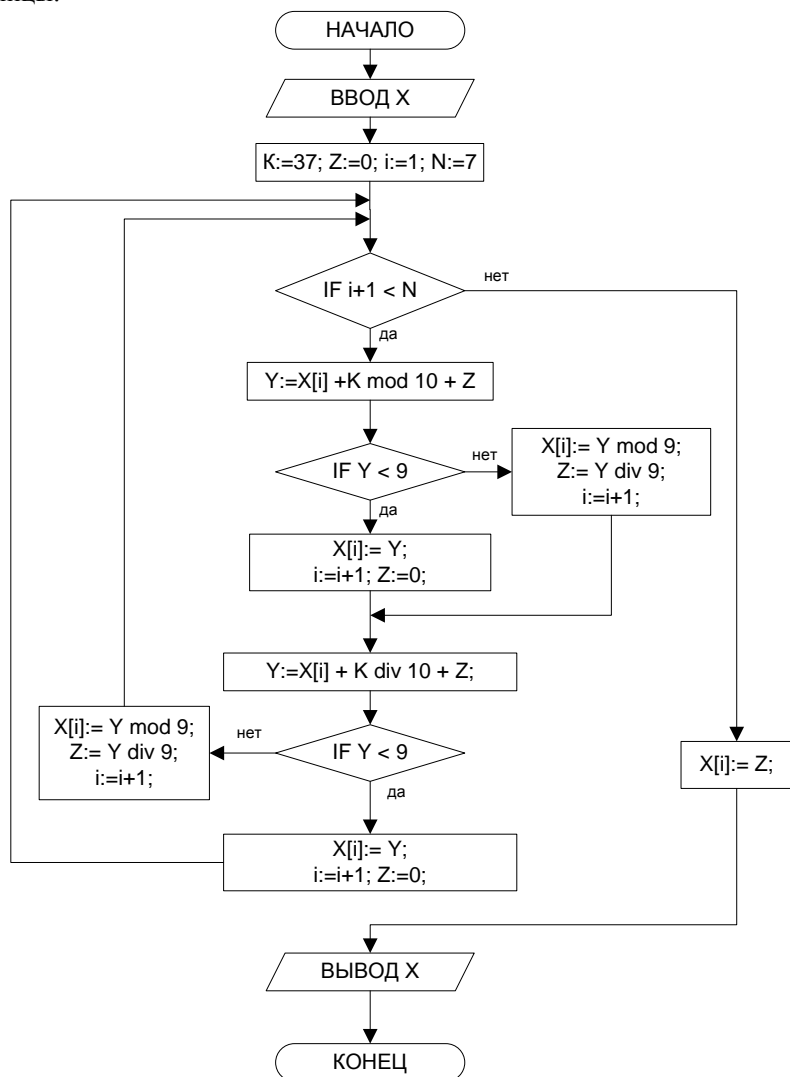 НАЧАЛО
ВВОД X
К:=37; Z:=0; i:=1; N:=7
IF i+1 < N
нет
да
Y:=X[i] +K mod 10 + Z
IF Y < 9
нет
X[i]:= Y mod 9;
Z:= Y div 9;
i:=i+1;
да
X[i]:= Y;
i:=i+1; Z:=0;
Y:=X[i] + K div 10 + Z;
X[i]:= Y mod 9;
Z:= Y div 9;
i:=i+1;
нет
IF Y < 9
да
X[i]:= Z;
X[i]:= Y;
i:=i+1; Z:=0;
ВЫВОД X
КОНЕЦ